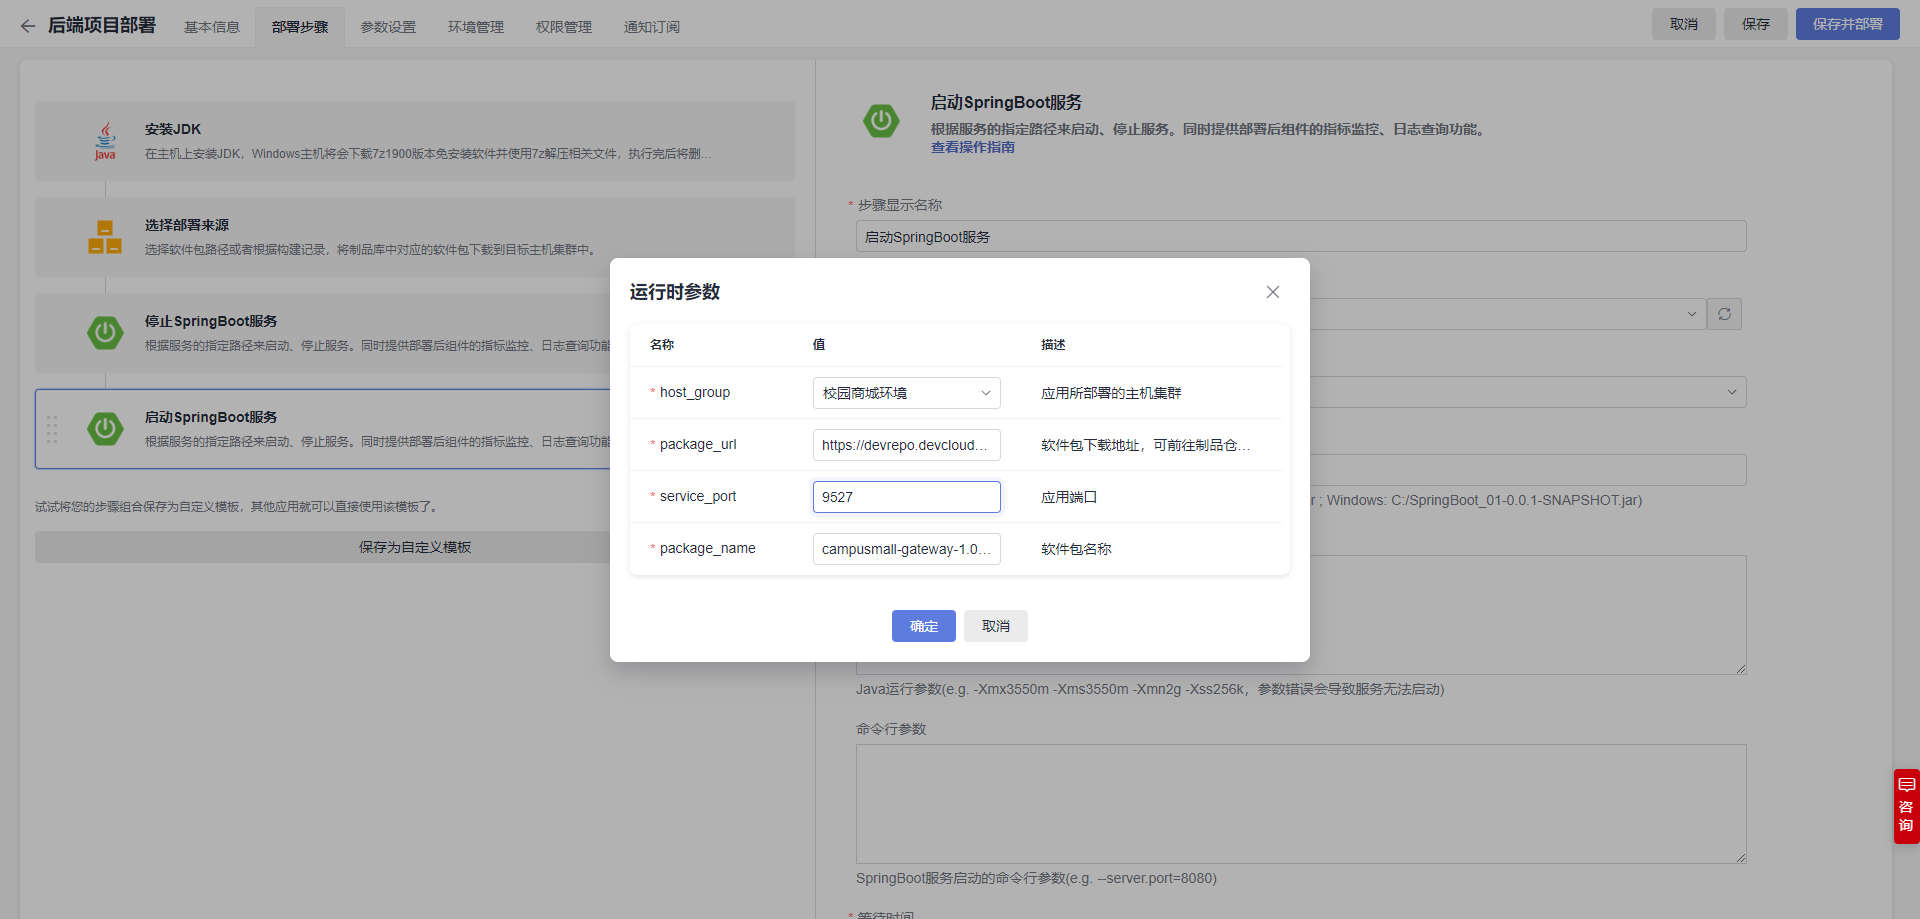 后端项目部署
基本信息
部署步骤
参数设置
环境管理
权限管理
通知订阅
取消
保存
保存并部署
安装JDK
在主机上安装JDK，Windows主机将会下载7z1900版本免安装软件并使用7z解压相关文件，执行完后将删...
选择部署来源
选择软件包路径或者根据构建记录，将制品库中对应的软件包下载到目标主机集群中。
停止SpringBoot服务
根据服务的指定路径来启动、停止服务。同时提供部署后组件的指标监控、日志查询功能
启动SpringBoot服务
根据服务的指定路径来启动、停止服务。同时提供部署后组件的指标监控、日志查询功能
试试将您的步骤组合保存为自定义模板，其他应用就可以直接使用该模板了。
保存为自定义模板
启动SpringBoot服务
根据服务的指定路径来启动、停止服务。同时提供部署后组件的指标监控、日志查询功能。
查看操作指南
* 步骤显示名称
启动SpringBoot服务
运行时参数
名称 值 描述
* host_group 校园商城环境 应用所部署的主机集群
* package_url https://devrepo.devcloud... 软件包下载地址，可前往制品仓...
* service_port 9527 应用端口
* package_name campusmall-gateway-1.0... 软件包名称
确定
取消
r ; Windows: C:/SpringBoot_01-0.0.1-SNAPSHOT.jar)
Java运行参数(e.g. -Xmx3550m -Xms3550m -Xmn2g -Xss256k，参数错误会导致服务无法启动)
命令行参数
SpringBoot服务启动的命令行参数(e.g. --server.port=8080)
* 等待时间
咨询
Java